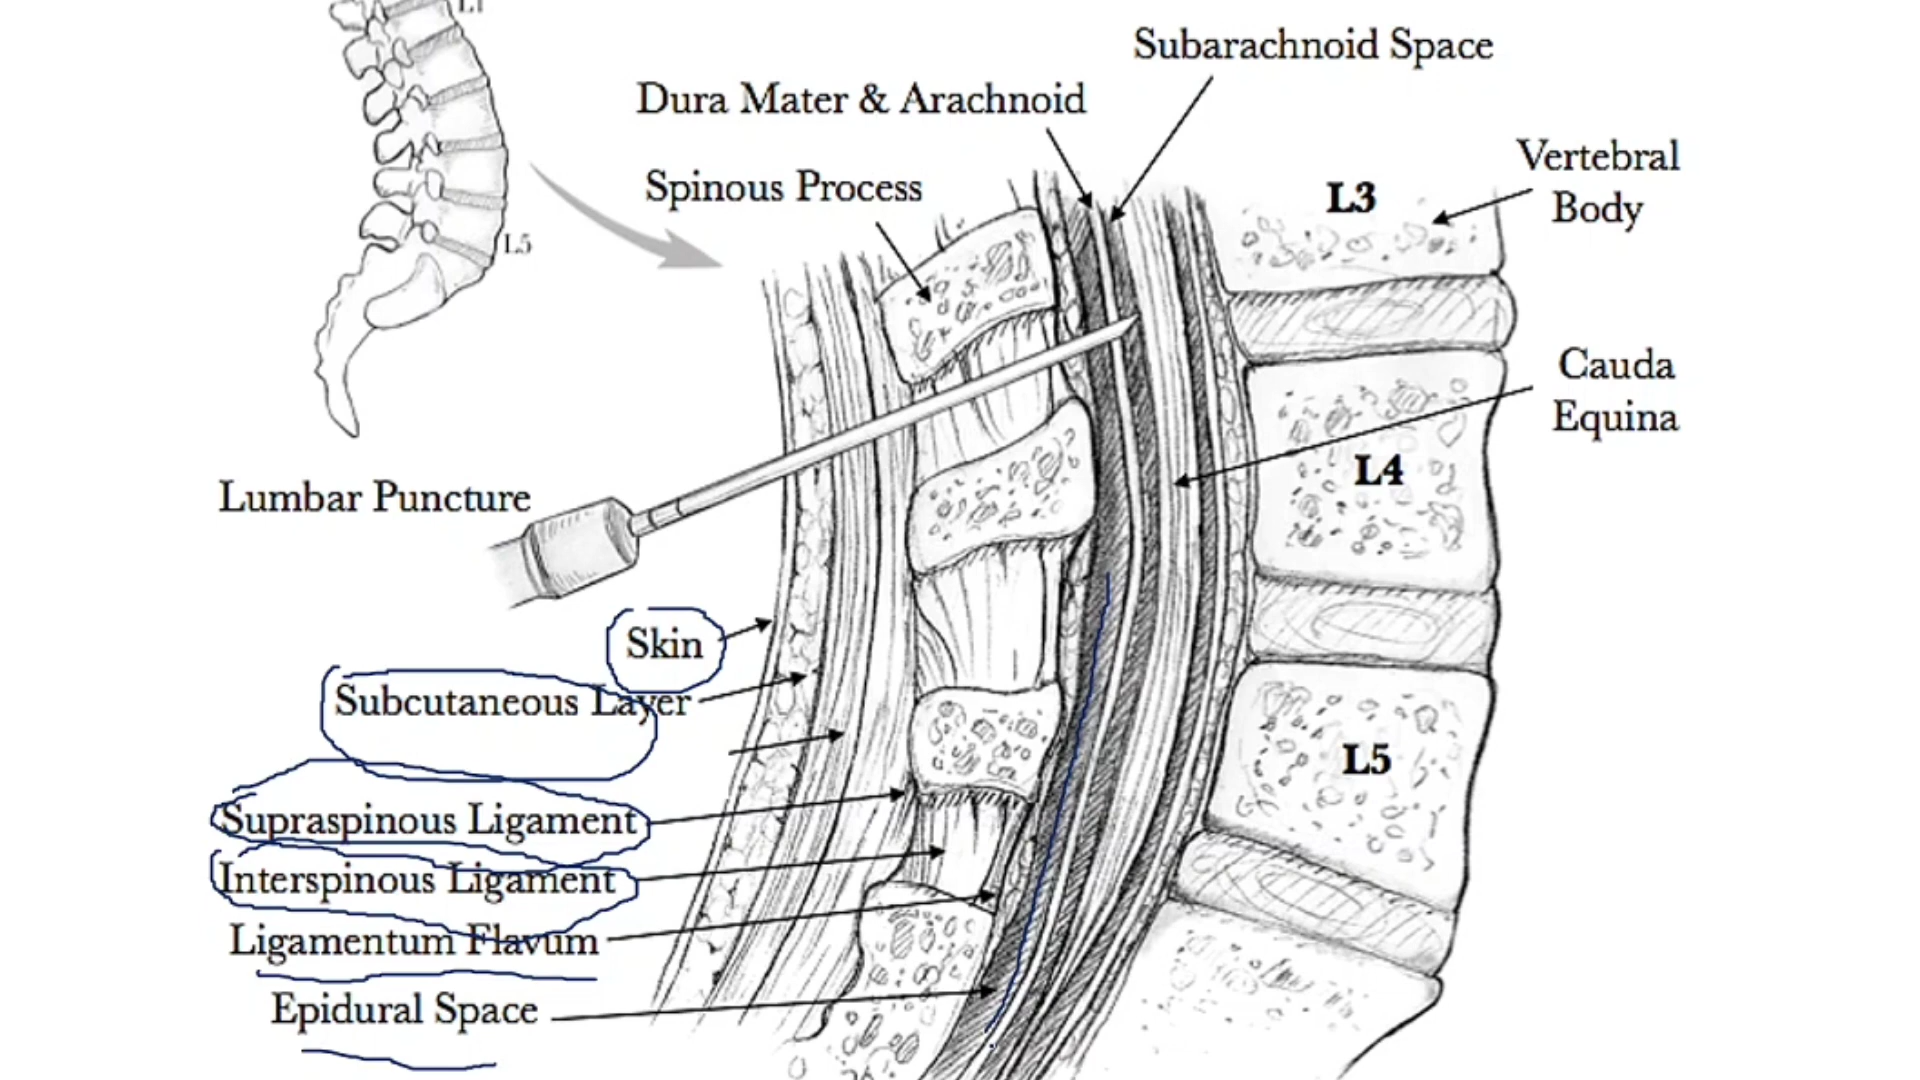 L1
Subarachnoid Space
Dura Mater & Arachnoid
Vertebral
Body
Spinous Process
L3
L5
Cauda
Equina
L4
Lumbar Puncture
Skin
Subcutaneous Layer
L5
Supraspinous Ligament
Interspinous Ligament
Ligamentum Flavum
Epidural Space